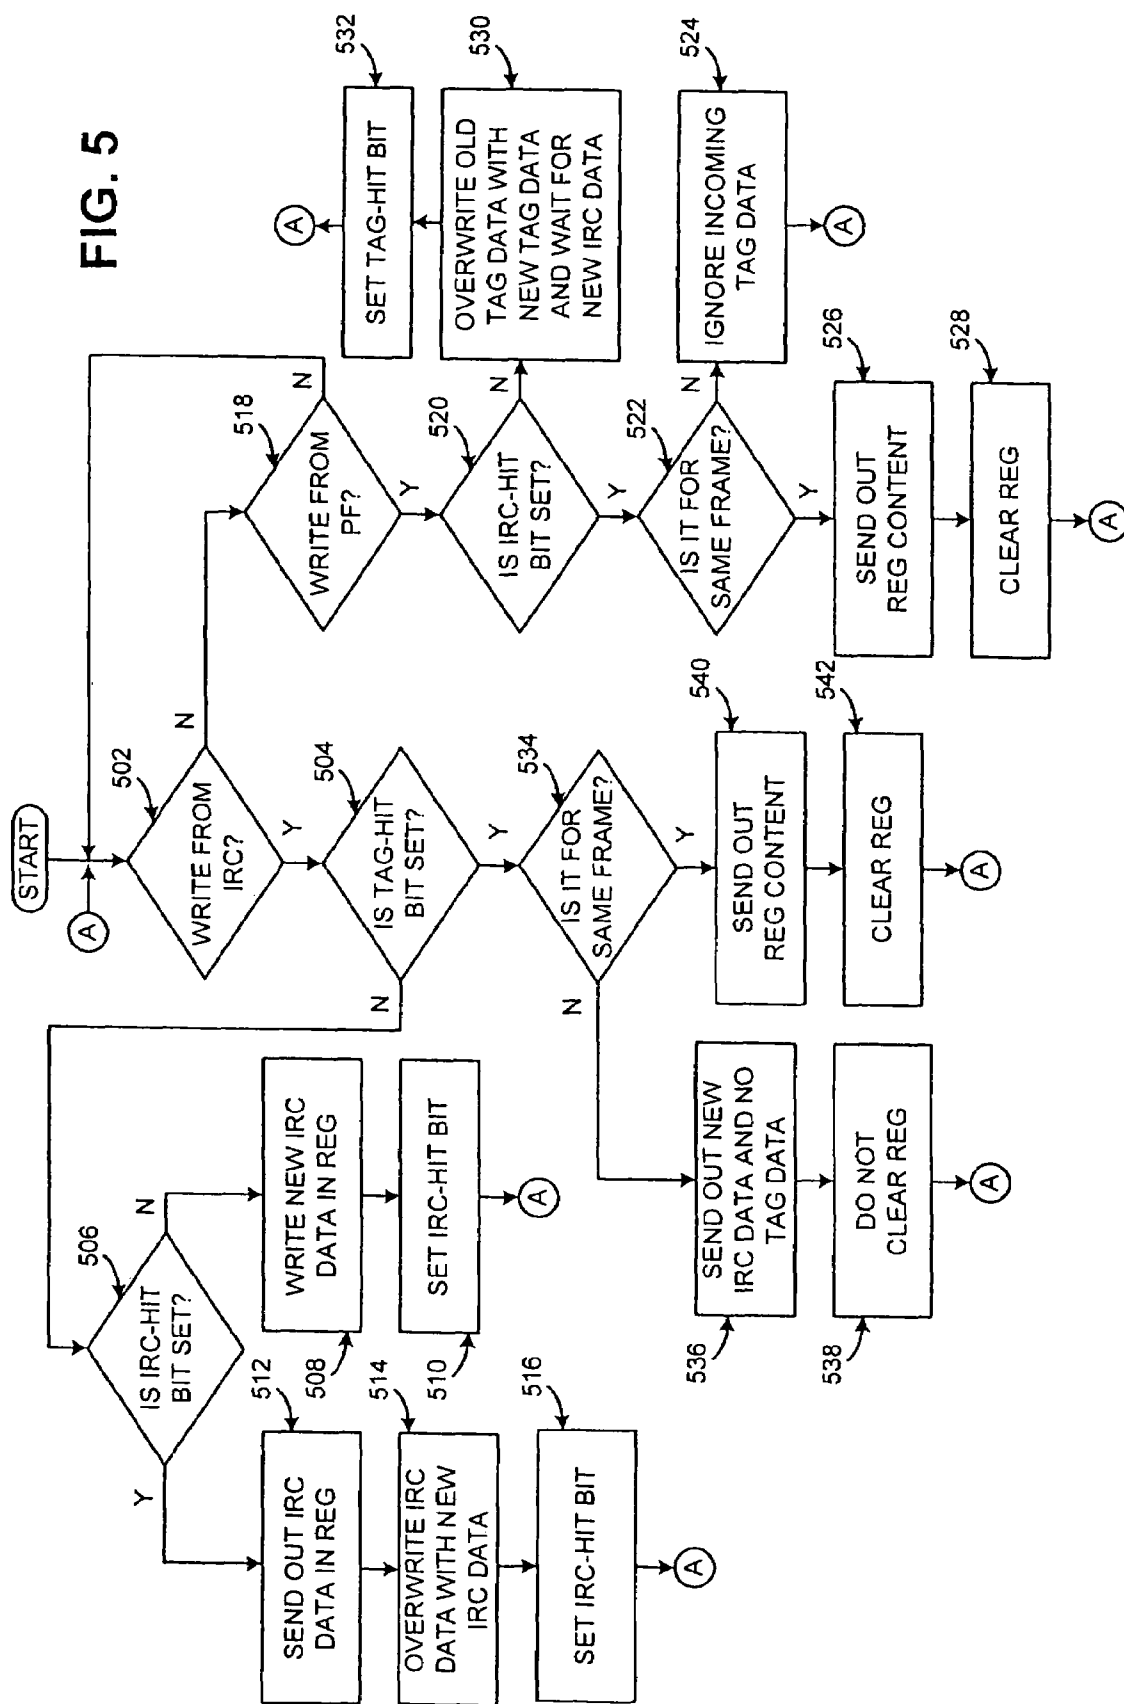 FIG. 5
START
A
502
WRITE FROM
IRC?
N
Y
518
WRITE FROM
PF?
N
Y
504
IS TAG-HIT
BIT SET?
N
Y
506
IS IRC-HIT
BIT SET?
N
Y
520
IS IRC-HIT
BIT SET?
N
Y
532
SET TAG-HIT BIT
A
530
OVERWRITE OLD
TAG DATA WITH
NEW TAG DATA
AND WAIT FOR
NEW IRC DATA
512
SEND OUT IRC
DATA IN REG
508
WRITE NEW IRC
DATA IN REG
534
IS IT FOR
SAME FRAME?
N
Y
522
IS IT FOR
SAME FRAME?
N
Y
524
IGNORE INCOMING
TAG DATA
A
514
OVERWRITE IRC
DATA WITH NEW
IRC DATA
510
SET IRC-HIT BIT
A
516
SET IRC-HIT BIT
A
536
SEND OUT NEW
IRC DATA AND NO
TAG DATA
538
DO NOT
CLEAR REG
A
540
SEND OUT
REG CONTENT
542
CLEAR REG
A
526
SEND OUT
REG CONTENT
528
CLEAR REG
A